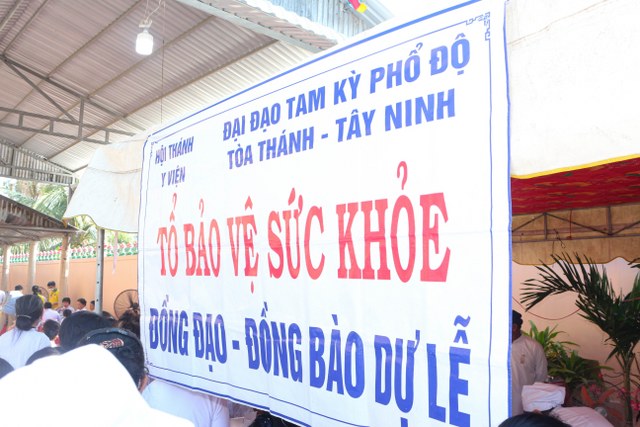 HỘI THÁNH
Y VIỆN
ĐẠI ĐẠO TAM KỲ PHỔ ĐỘ
TÒA THÁNH - TÂY NINH
TỔ BẢO VỆ SỨC KHỎE
ĐỒNG ĐẠO - ĐỒNG BÀO DỰ LỄ